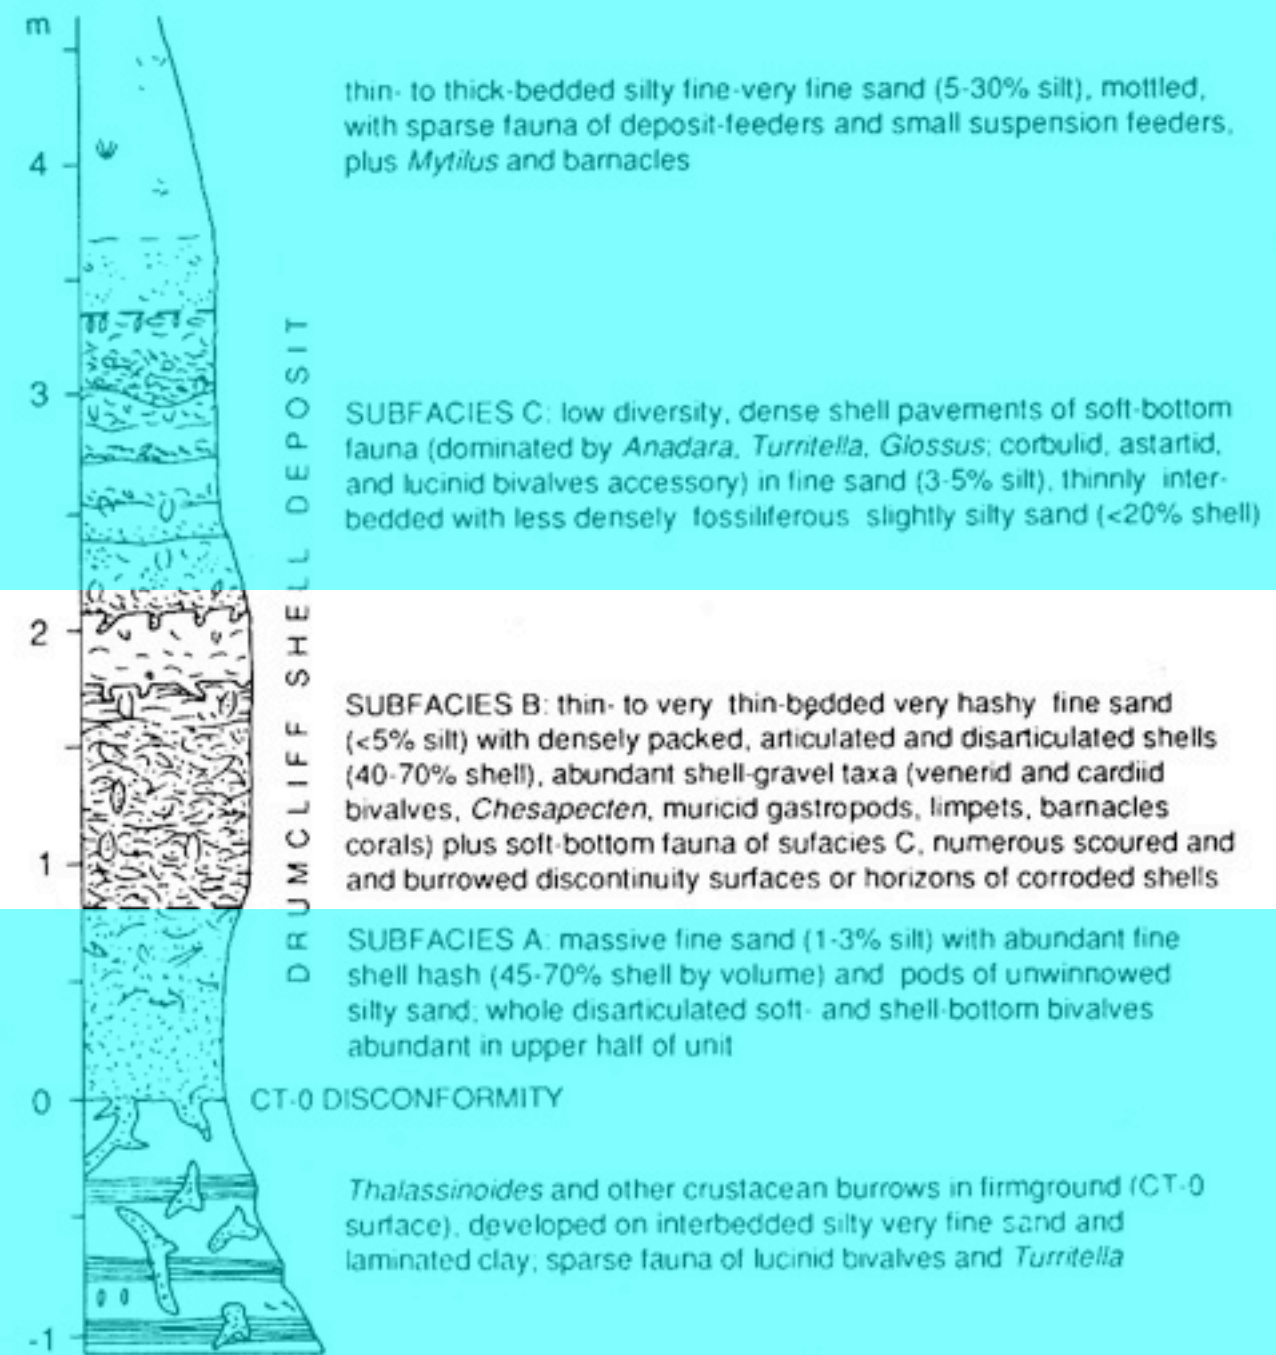 m
thin- to thick-bedded silty fine-very fine sand (5-30% silt), mottled,
with sparse fauna of deposit-feeders and small suspension feeders,
plus Mytilus and barnacles
4
3
2
1
0
-1
DRUMCLIFF SHELL DEPOSIT
SUBFACIES C: low diversity, dense shell pavements of soft-bottom
fauna (dominated by Anadara, Turritella, Glossus; corbulid, astartid,
and lucinid bivalves accessory) in fine sand (3-5% silt), thinnly inter-
bedded with less densely fossiliferous slightly silty sand (<20% shell)
SUBFACIES B: thin- to very thin-bedded very hashy fine sand
(<5% silt) with densely packed, articulated and disarticulated shells
(40-70% shell), abundant shell-gravel taxa (venerid and cardiid
bivalves, Chesapecten, muricid gastropods, limpets, barnacles
corals) plus soft-bottom fauna of sufacies C, numerous scoured and
and burrowed discontinuity surfaces or horizons of corroded shells
SUBFACIES A: massive fine sand (1-3% silt) with abundant fine
shell hash (45-70% shell by volume) and pods of unwinnowed
silty sand; whole disarticulated soft- and shell-bottom bivalves
abundant in upper half of unit
CT-0 DISCONFORMITY
Thalassinoides and other crustacean burrows in firmground (CT-0
surface), developed on interbedded silty very fine sand and
laminated clay; sparse fauna of lucinid bivalves and Turritella